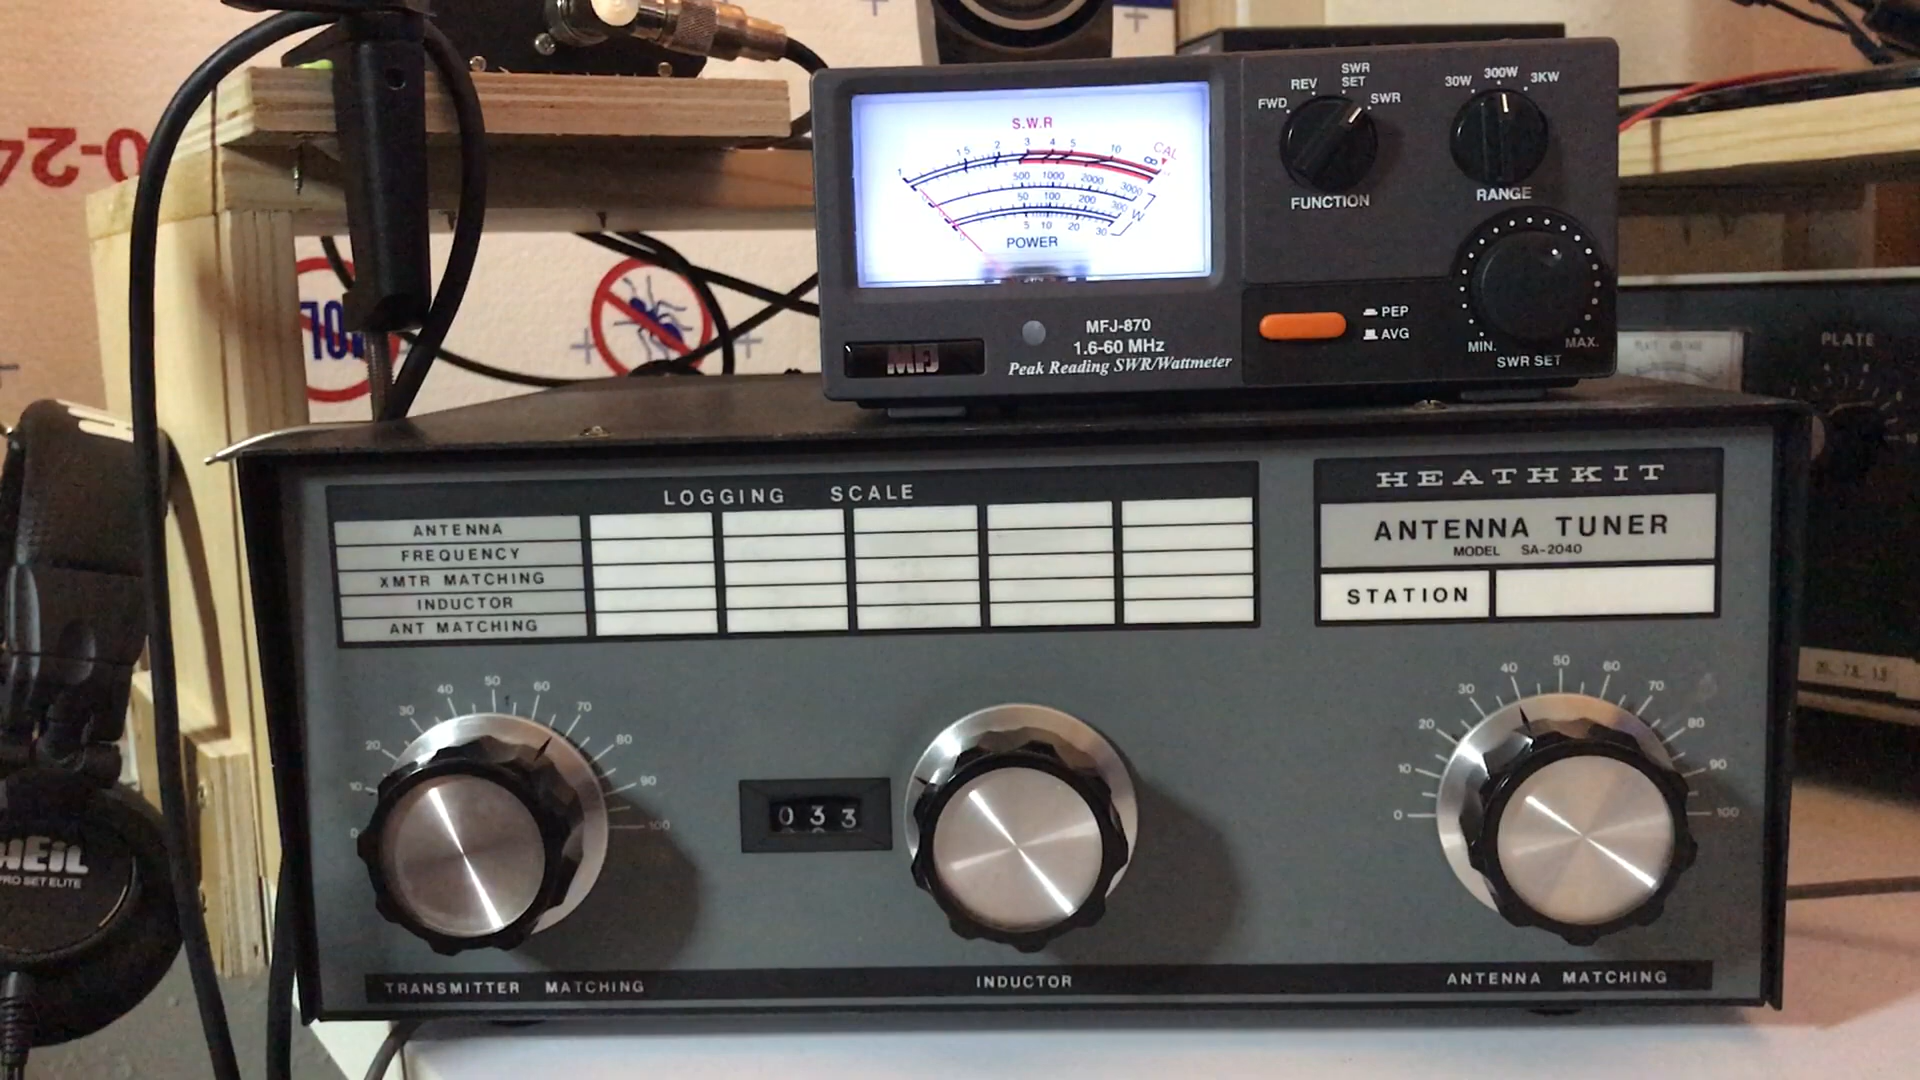 S.W.R
1 1.5 2 3 4 5 10 ∞ CAL
500 1000 2000 3000
50 100 200 300 W
0 5 10 20 30
POWER
MFJ
MFJ-870
1.6-60 MHz
Peak Reading SWR/Wattmeter
FWD REV SWR SET SWR
FUNCTION
30W 300W 3KW
RANGE
PEP
AVG
MIN. MAX.
SWR SET
PLATE
HEiL
PRO SET ELITE
LOGGING SCALE
ANTENNA
FREQUENCY
XMTR MATCHING
INDUCTOR
ANT MATCHING
HEATHKIT
ANTENNA TUNER
MODEL SA-2040
STATION
0 10 20 30 40 50 60 70 80 90 100
033
0 10 20 30 40 50 60 70 80 90 100
TRANSMITTER MATCHING
INDUCTOR
ANTENNA MATCHING